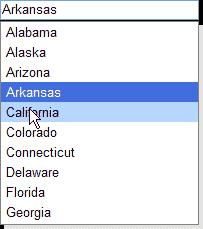 Arkansas
Alabama
Alaska
Arizona
Arkansas
California
Colorado
Connecticut
Delaware
Florida
Georgia